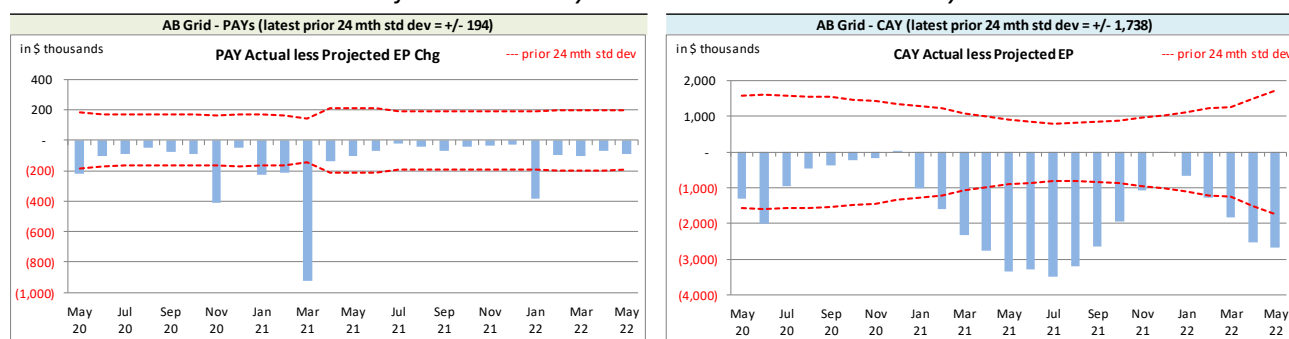 AB Grid - PAYs (latest prior 24 mth std dev = +/- 194)
in $ thousands
PAY Actual less Projected EP Chg
--- prior 24 mth std dev
400
200
-
(200)
(400)
(600)
(800)
(1,000)
May Jul Sep Nov Jan Mar May Jul Sep Nov Jan Mar May
20 20 20 20 21 21 21 21 21 21 22 22 22
AB Grid - CAY (latest prior 24 mth std dev = +/- 1,738)
in $ thousands
CAY Actual less Projected EP
--- prior 24 mth std dev
2,000
1,000
-
(1,000)
(2,000)
(3,000)
(4,000)
May Jul Sep Nov Jan Mar May Jul Sep Nov Jan Mar May
20 20 20 20 21 21 21 21 21 21 22 22 22